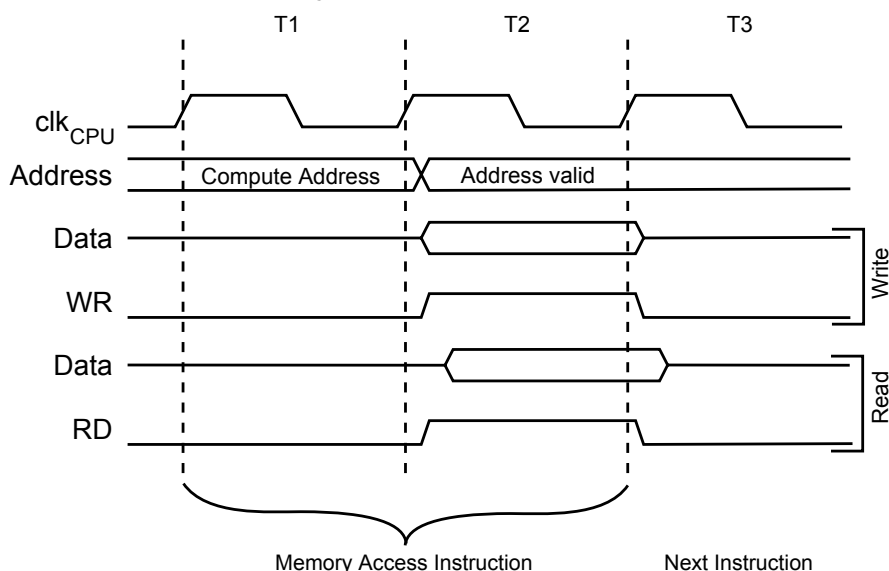 T1 T2 T3
clkCPU
Address Compute Address Address valid
Data
WR
Write
Data
RD
Read
Memory Access Instruction Next Instruction